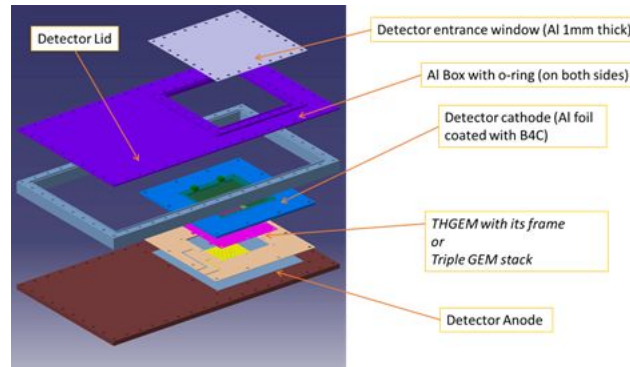 Detector Lid
Detector entrance window (Al 1mm thick)
Al Box with o-ring (on both sides)
Detector cathode (Al foil
coated with B4C)
THGEM with its frame
or
Triple GEM stack
Detector Anode